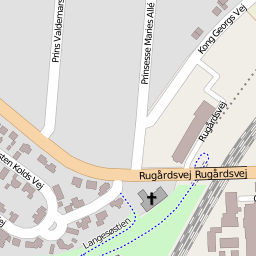 Prins Valdemars
Prinsesse Maries Allé
Kong Georgs Vej
Rugårdsvej
sten Kolds Vej
Rugårdsvej Rugårdsvej
Langesøstien